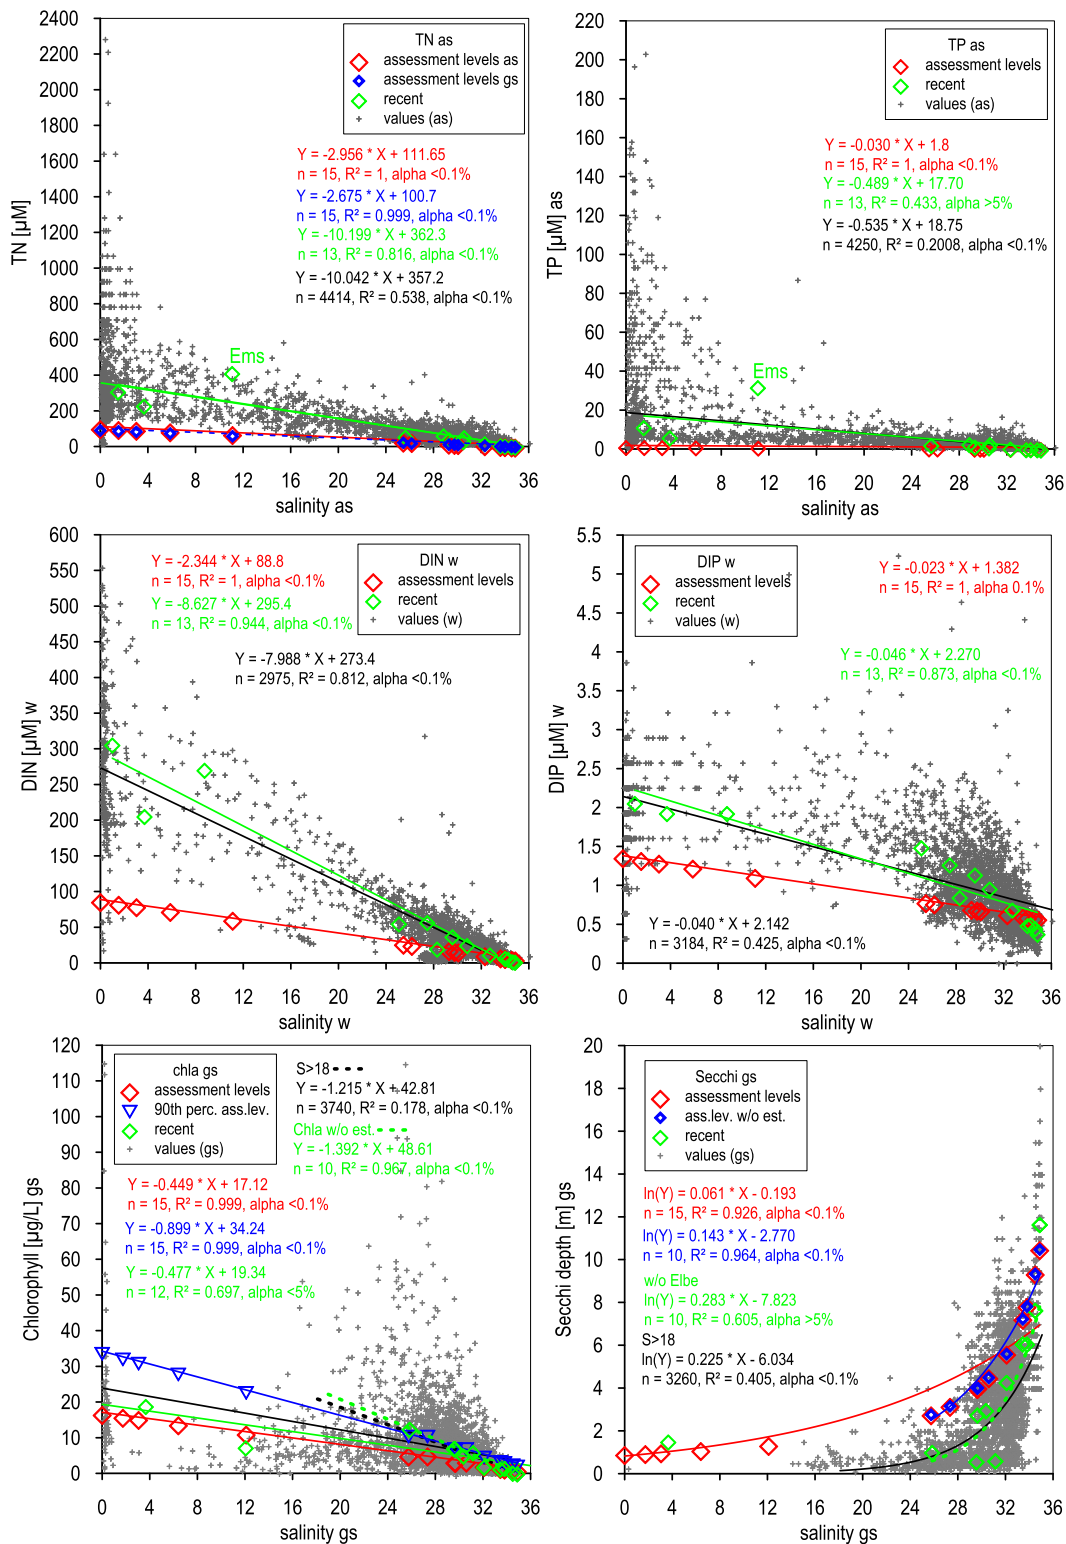 TN as
assessment levels as
assessment levels gs
recent
values (as)
Y = -2.956 * X + 111.65
n = 15, R² = 1, alpha <0.1%
Y = -2.675 * X + 100.7
n = 15, R² = 0.999, alpha <0.1%
Y = -10.199 * X + 362.3
n = 13, R² = 0.816, alpha <0.1%
Y = -10.042 * X + 357.2
n = 4414, R² = 0.538, alpha <0.1%
Ems
TN [µM]
2400
2200
2000
1800
1600
1400
1200
1000
800
600
400
200
0
0 4 8 12 16 20 24 28 32 36
salinity as
TP as
assessment levels
recent
values (as)
Y = -0.030 * X + 1.8
n = 15, R² = 1, alpha <0.1%
Y = -0.489 * X + 17.70
n = 13, R² = 0.433, alpha >5%
Y = -0.535 * X + 18.75
n = 4250, R² = 0.2008, alpha <0.1%
Ems
TP [µM] as
220
200
180
160
140
120
100
80
60
40
20
0
0 4 8 12 16 20 24 28 32 36
salinity as
Y = -2.344 * X + 88.8
n = 15, R² = 1, alpha <0.1%
Y = -8.627 * X + 295.4
n = 13, R² = 0.944, alpha <0.1%
Y = -7.988 * X + 273.4
n = 2975, R² = 0.812, alpha <0.1%
DIN w
assessment levels
recent
values (w)
DIN [µM] w
600
550
500
450
400
350
300
250
200
150
100
50
0
0 4 8 12 16 20 24 28 32 36
salinity w
DIP w
assessment levels
recent
values (w)
Y = -0.023 * X + 1.382
n = 15, R² = 1, alpha 0.1%
Y = -0.046 * X + 2.270
n = 13, R² = 0.873, alpha <0.1%
Y = -0.040 * X + 2.142
n = 3184, R² = 0.425, alpha <0.1%
DIP [µM] w
5.5
5
4.5
4
3.5
3
2.5
2
1.5
1
0.5
0
0 4 8 12 16 20 24 28 32 36
salinity w
chla gs
assessment levels
90th perc. ass.lev.
recent
values (gs)
S>18
Y = -1.215 * X + 42.81
n = 3740, R² = 0.178, alpha <0.1%
Chla w/o est.
Y = -1.392 * X + 48.61
n = 10, R² = 0.967, alpha <0.1%
Y = -0.449 * X + 17.12
n = 15, R² = 0.999, alpha <0.1%
Y = -0.899 * X + 34.24
n = 15, R² = 0.999, alpha <0.1%
Y = -0.477 * X + 19.34
n = 12, R² = 0.697, alpha <5%
Chlorophyll [µg/L] gs
120
110
100
90
80
70
60
50
40
30
20
10
0
0 4 8 12 16 20 24 28 32 36
salinity gs
Secchi gs
assessment levels
ass.lev. w/o est.
recent
values (gs)
ln(Y) = 0.061 * X - 0.193
n = 15, R² = 0.926, alpha <0.1%
ln(Y) = 0.143 * X - 2.770
n = 10, R² = 0.964, alpha <0.1%
w/o Elbe
ln(Y) = 0.283 * X - 7.823
n = 10, R² = 0.605, alpha >5%
S>18
ln(Y) = 0.225 * X - 6.034
n = 3260, R² = 0.405, alpha <0.1%
Secchi depth [m] gs
20
18
16
14
12
10
8
6
4
2
0
0 4 8 12 16 20 24 28 32 36
salinity gs